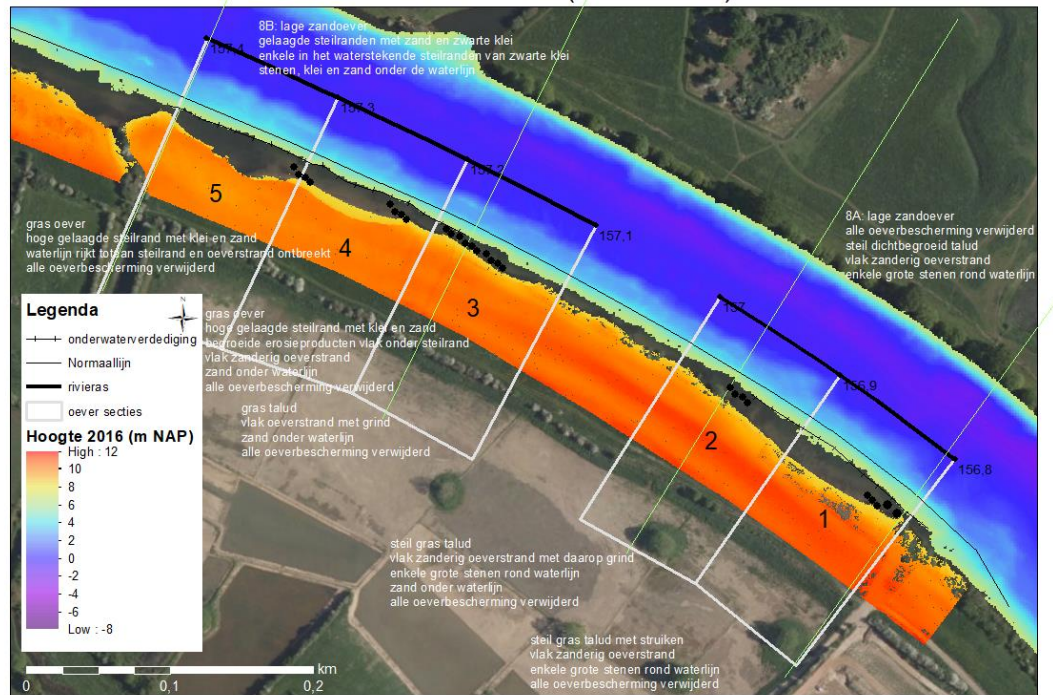 8B: lage zandoever
gelaagde steilranden met zand en zwarte klei
enkele in het waterstekende steilranden van zwarte klei
stenen, klei en zand onder de waterlijn
157,4
157,3
157,2
157,1
157
156,9
156,8
8A: lage zandoever
alle oeverbescherming verwijderd
steil dichtbegroeid talud
vlak zanderig oeverstrand
enkele grote stenen rond waterlijn
5
4
3
2
1
gras oever
hoge gelaagde steilrand met klei en zand
waterlijn rijkt totaan steilrand en oeverstrand ontbreekt
alle oeverbescherming verwijderd
gras oever
hoge gelaagde steilrand met klei en zand
begroeide erosieproducten vlak onder steilrand
vlak zanderig oeverstrand
zand onder waterlijn
alle oeverbescherming verwijderd
gras talud
vlak oeverstrand met grind
zand onder waterlijn
alle oeverbescherming verwijderd
steil gras talud
vlak zanderig oeverstrand met daarop grind
enkele grote stenen rond waterlijn
zand onder waterlijn
alle oeverbescherming verwijderd
steil gras talud met struiken
vlak zanderig oeverstrand
enkele grote stenen rond waterlijn
alle oeverbescherming verwijderd
Legenda
N
onderwaterverdediging
Normaallijn
rivieras
oever secties
Hoogte 2016 (m NAP)
High : 12
10
8
6
4
2
0
-2
-4
-6
Low : -8
km
0
0,1
0,2